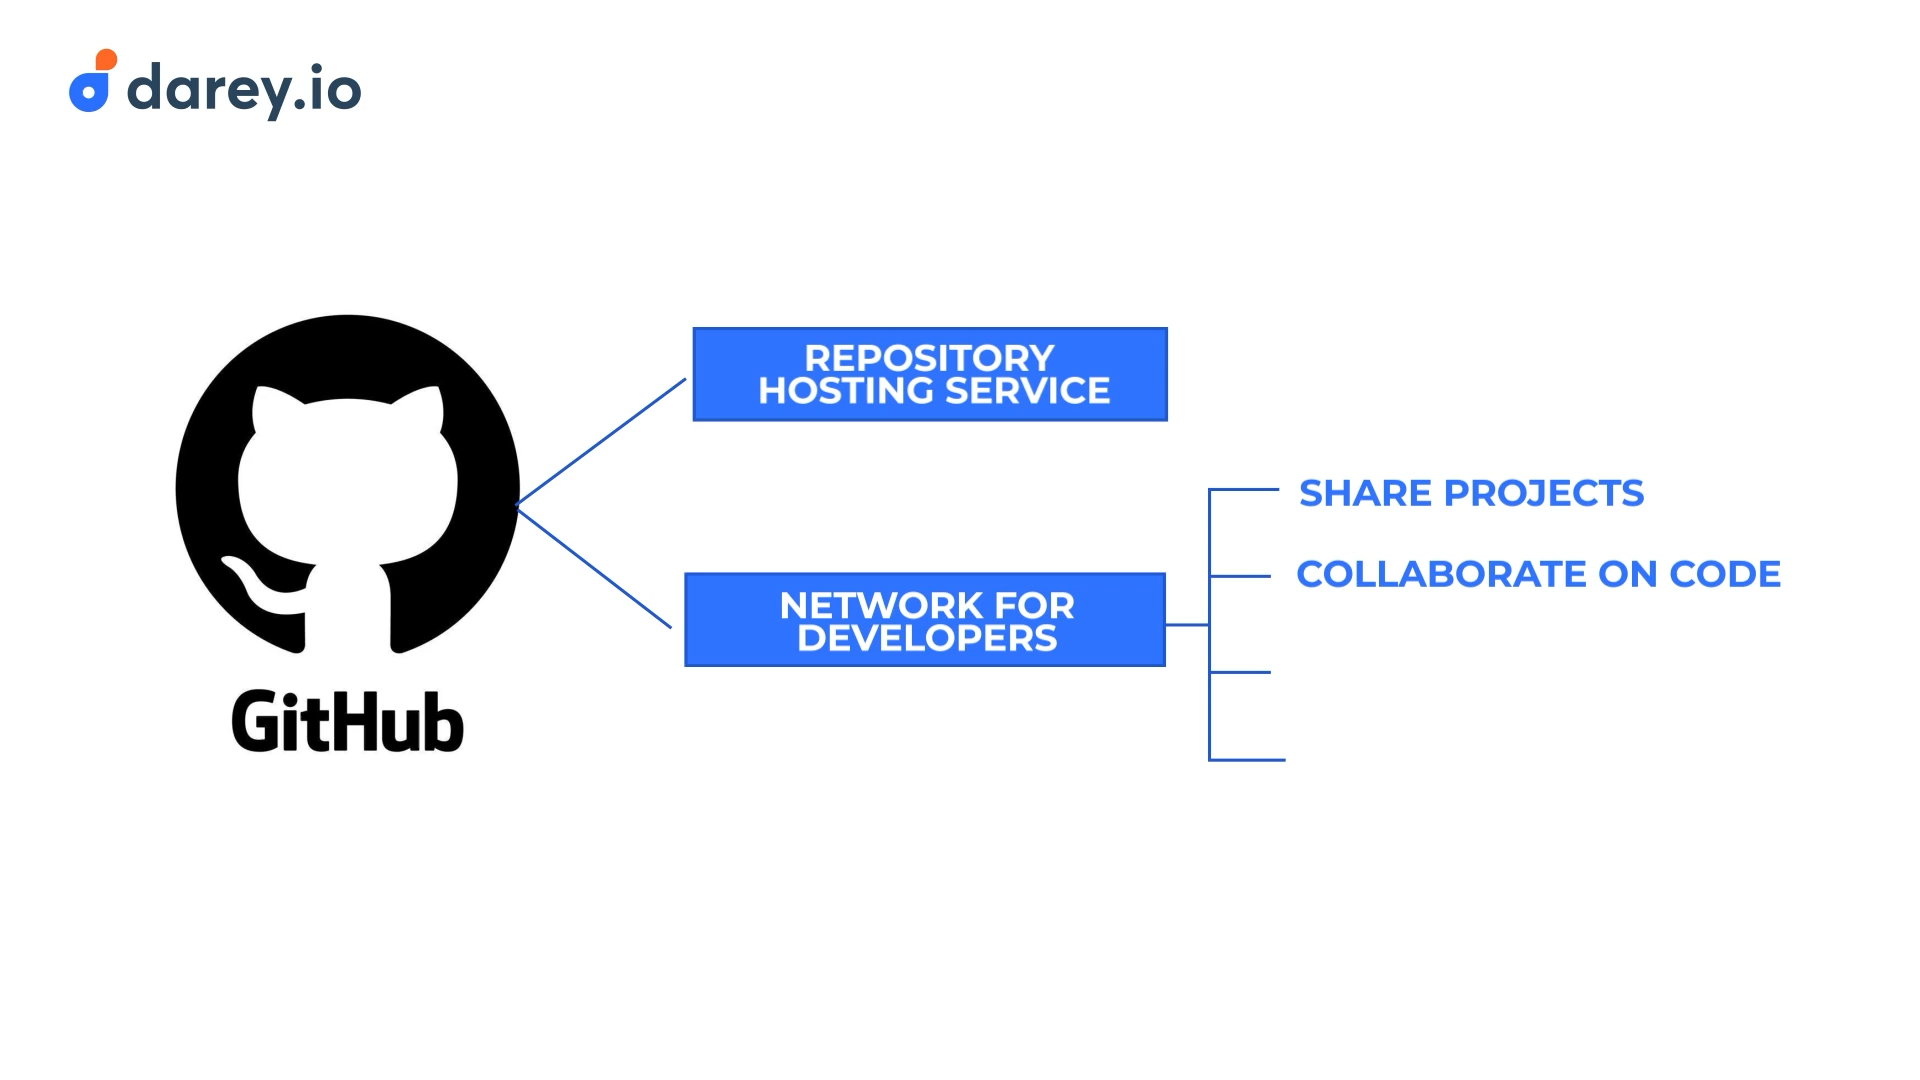 darey.io
REPOSITORY
HOSTING SERVICE
SHARE PROJECTS
COLLABORATE ON CODE
NETWORK FOR
DEVELOPERS
GitHub